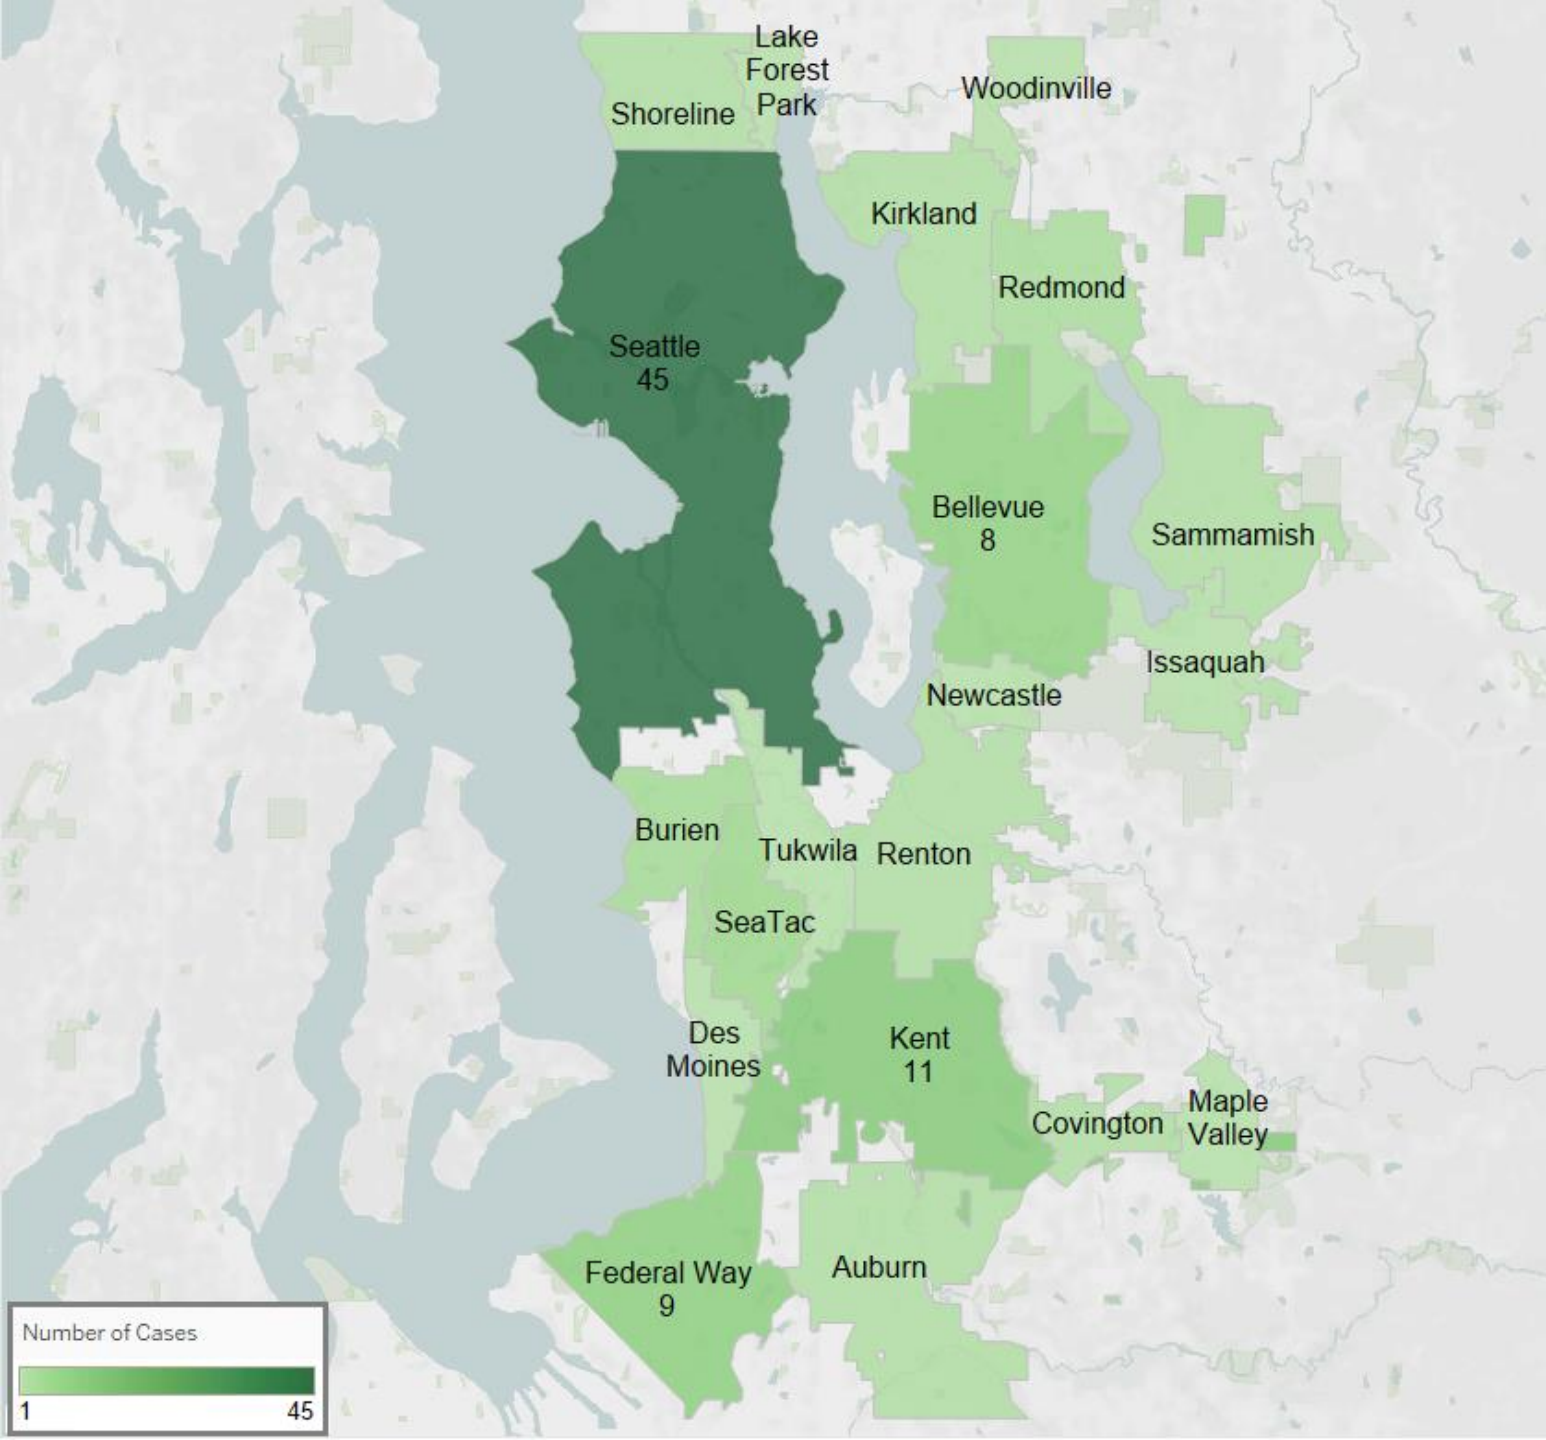 Lake
Forest
Park
Shoreline
Woodinville
Kirkland
Redmond
Seattle
45
Bellevue
8
Sammamish
Issaquah
Newcastle
Burien
Tukwila
Renton
SeaTac
Des
Moines
Kent
11
Covington
Maple
Valley
Federal Way
9
Auburn
Number of Cases
1
45